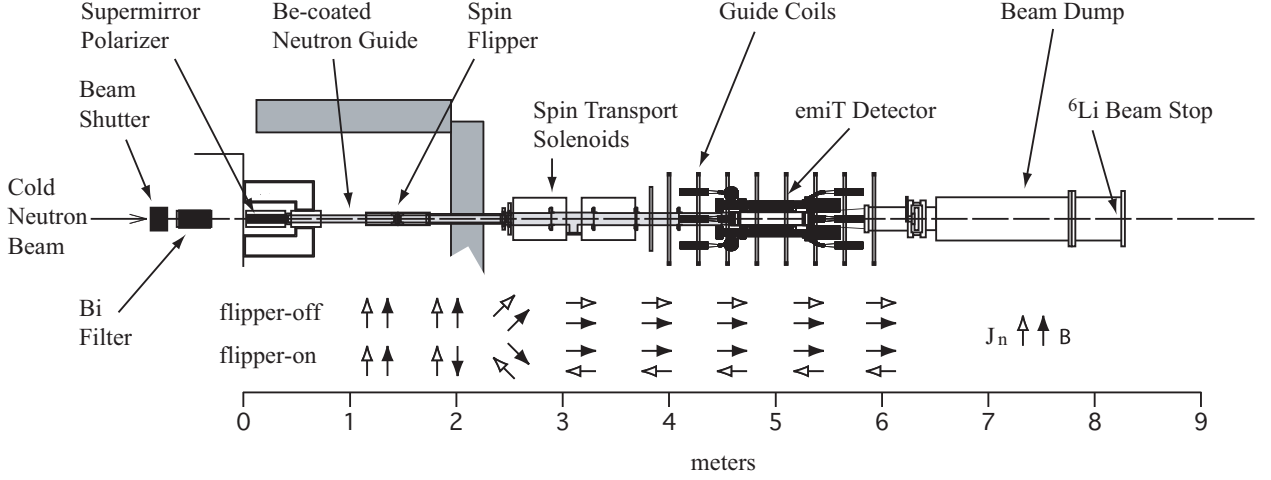 Supermirror
Polarizer
Be-coated
Neutron Guide
Spin
Flipper
Guide Coils
Beam Dump
Beam
Shutter
Spin Transport
Solenoids
emiT Detector
⁶Li Beam Stop
Cold
Neutron
Beam
Bi
Filter
flipper-off
flipper-on
Jn B
0 1 2 3 4 5 6 7 8 9
meters